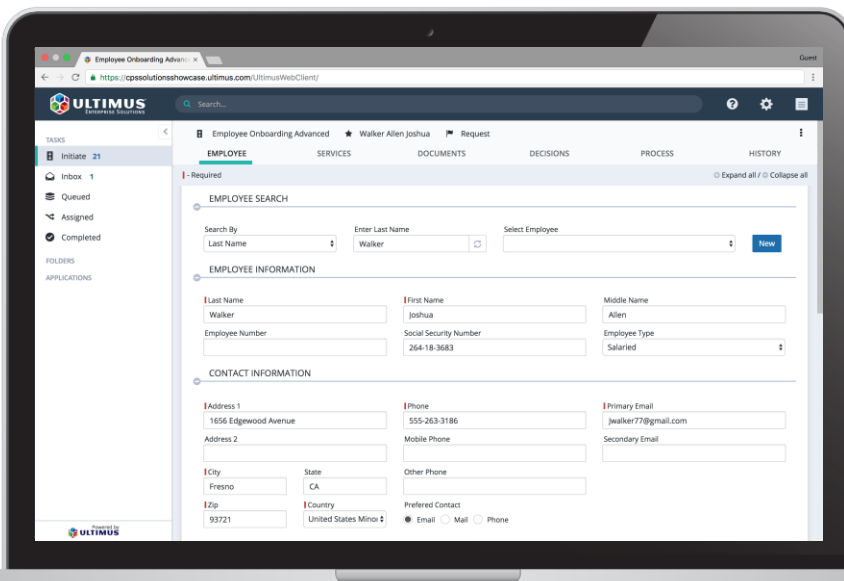 Employee Onboarding Advanc
Guest
https://cpssolutionsshowcase.ultimus.com/UltimusWebClient/
ULTIMUS
ENTERPRISE SOLUTIONS
Search...
TASKS
Initiate 21
Inbox 1
Queued
Assigned
Completed
FOLDERS
APPLICATIONS
Powered by
ULTIMUS
Employee Onboarding Advanced Walker Allen Joshua Request
EMPLOYEE SERVICES DOCUMENTS DECISIONS PROCESS HISTORY
- Required
Expand all / Collapse all
EMPLOYEE SEARCH
Search By Enter Last Name Select Employee
Last Name Walker New
EMPLOYEE INFORMATION
Last Name First Name Middle Name
Walker Joshua Allen
Employee Number Social Security Number Employee Type
264-18-3683 Salaried
CONTACT INFORMATION
Address 1 Phone Primary Email
1656 Edgewood Avenue 555-263-3186 Jwalker77@gmail.com
Address 2 Mobile Phone Secondary Email
City State Other Phone
Fresno CA
Zip Country Prefered Contact
93721 United States Minor Email Mail Phone